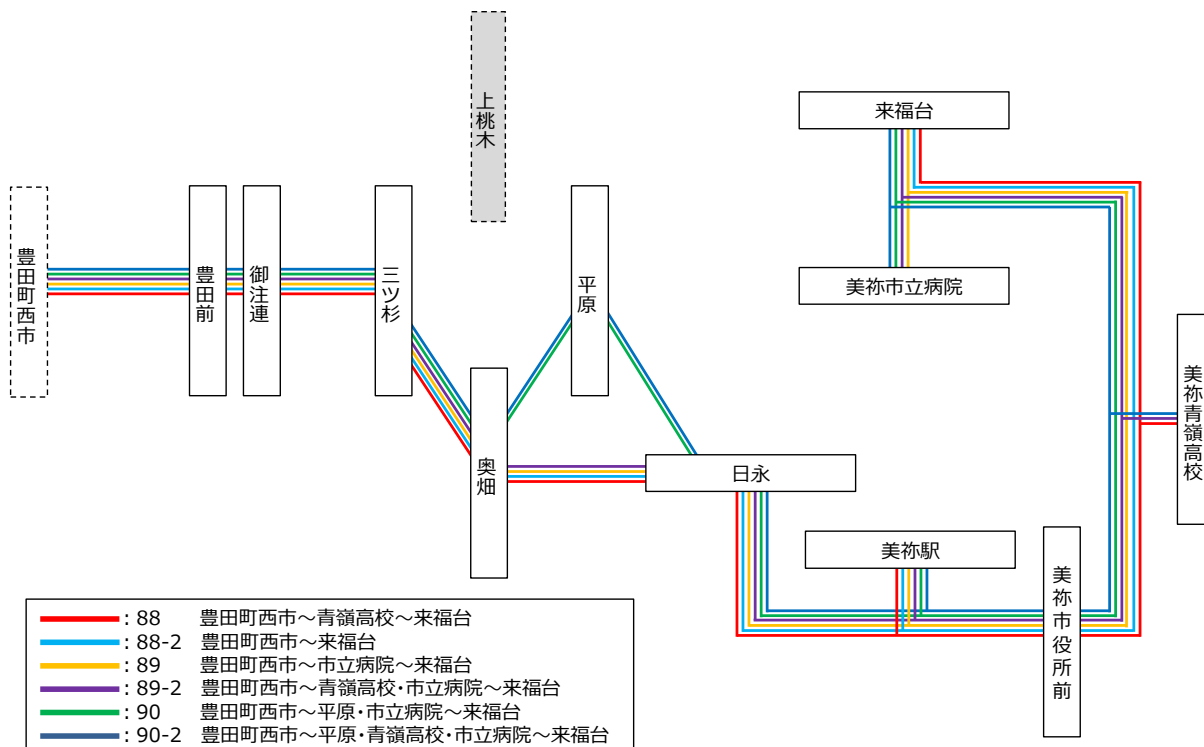 上桃木
来福台
豊田町西市
豊田前
御注連
三ツ杉
平原
美祢市立病院
美祢青嶺高校
奥畑
日永
美祢駅
美祢市役所前
:88 豊田町西市～青嶺高校～来福台
:88-2 豊田町西市～来福台
:89 豊田町西市～市立病院～来福台
:89-2 豊田町西市～青嶺高校・市立病院～来福台
:90 豊田町西市～平原・市立病院～来福台
:90-2 豊田町西市～平原・青嶺高校・市立病院～来福台